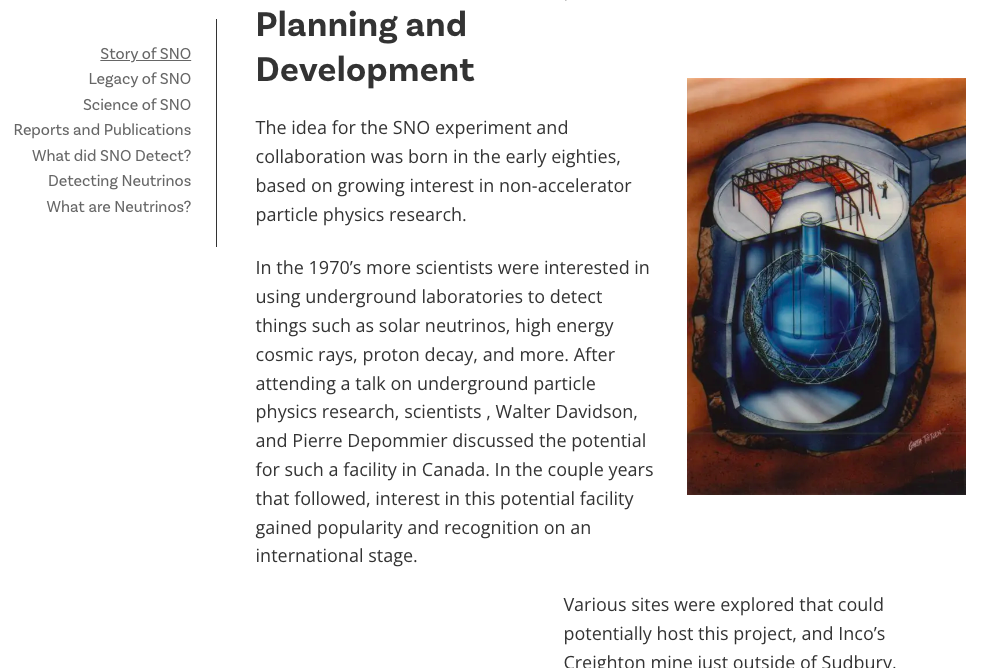 Story of SNO
Legacy of SNO
Science of SNO
Reports and Publications
What did SNO Detect?
Detecting Neutrinos
What are Neutrinos?
Planning and
Development
The idea for the SNO experiment and
collaboration was born in the early eighties,
based on growing interest in non-accelerator
particle physics research.
In the 1970’s more scientists were interested in
using underground laboratories to detect
things such as solar neutrinos, high energy
cosmic rays, proton decay, and more. After
attending a talk on underground particle
physics research, scientists , Walter Davidson,
and Pierre Depommier discussed the potential
for such a facility in Canada. In the couple years
that followed, interest in this potential facility
gained popularity and recognition on an
international stage.
Various sites were explored that could
potentially host this project, and Inco’s
Creighton mine just outside of Sudbury,